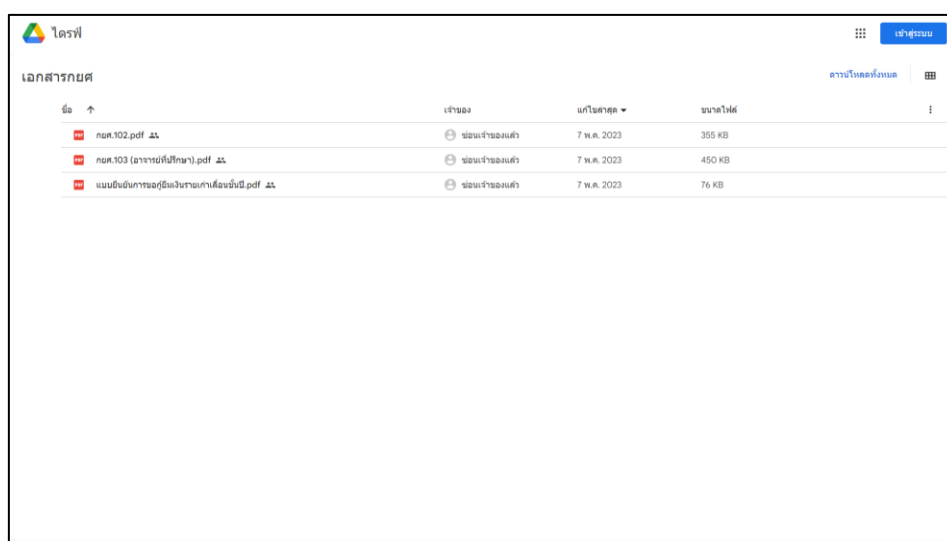 ไดรฟ์ เข้าสู่ระบบ
เอกสารกยศ ดาวน์โหลดทั้งหมด
ชื่อ เจ้าของ แก้ไขล่าสุด ขนาดไฟล์
PDF กยศ.102.pdf ซ่อนเจ้าของแล้ว 7 พ.ค. 2023 355 KB
PDF กยศ.103 (อาจารย์ที่ปรึกษา).pdf ซ่อนเจ้าของแล้ว 7 พ.ค. 2023 450 KB
PDF แบบยืนยันการขอกู้ยืมเงินรายเก่าเลื่อนชั้นปี.pdf ซ่อนเจ้าของแล้ว 7 พ.ค. 2023 76 KB